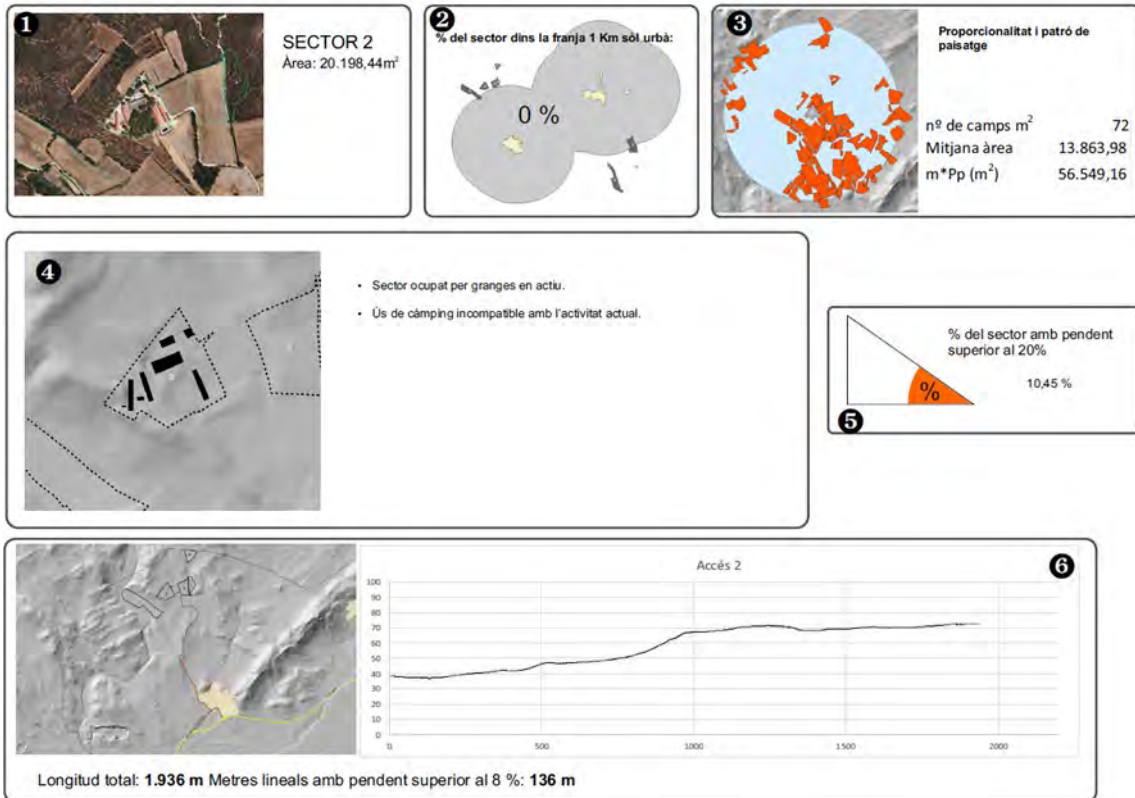 1
SECTOR 2
Àrea: 20.198,44m²
2
% del sector dins la franja 1 Km sòl urbà:
0 %
3
Proporcionalitat i patró de
paisatge
nº de camps m² 72
Mitjana àrea 13.863,98
m*Pp (m²) 56.549,16
4
• Sector ocupat per granges en actiu.
• Ús de càmping incompatible amb l'activitat actual.
% del sector amb pendent
superior al 20%
10,45 %
%
5
6
Accés 2
100
90
80
70
60
50
40
30
20
10
0
0 500 1000 1500 2000
Longitud total: 1.936 m Metres lineals amb pendent superior al 8 %: 136 m